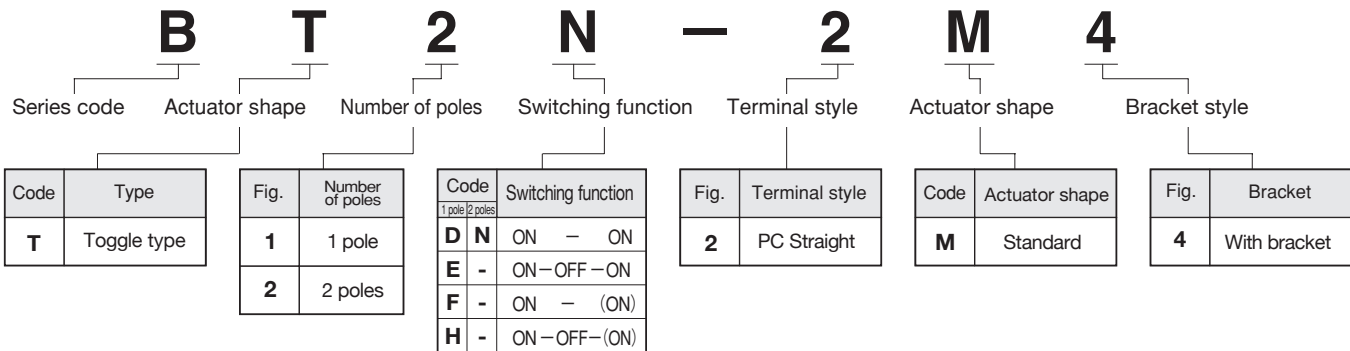 B T 2 N － 2 M 4
Series code Actuator shape Number of poles Switching function Terminal style Actuator shape Bracket style
Code Type
T Toggle type
Fig. Number of poles
1 1 pole
2 2 poles
Code Switching function
1 pole 2 poles
D N ON － ON
E - ON－OFF－ON
F - ON － (ON)
H - ON－OFF－(ON)
Fig. Terminal style
2 PC Straight
Code Actuator shape
M Standard
Fig. Bracket
4 With bracket